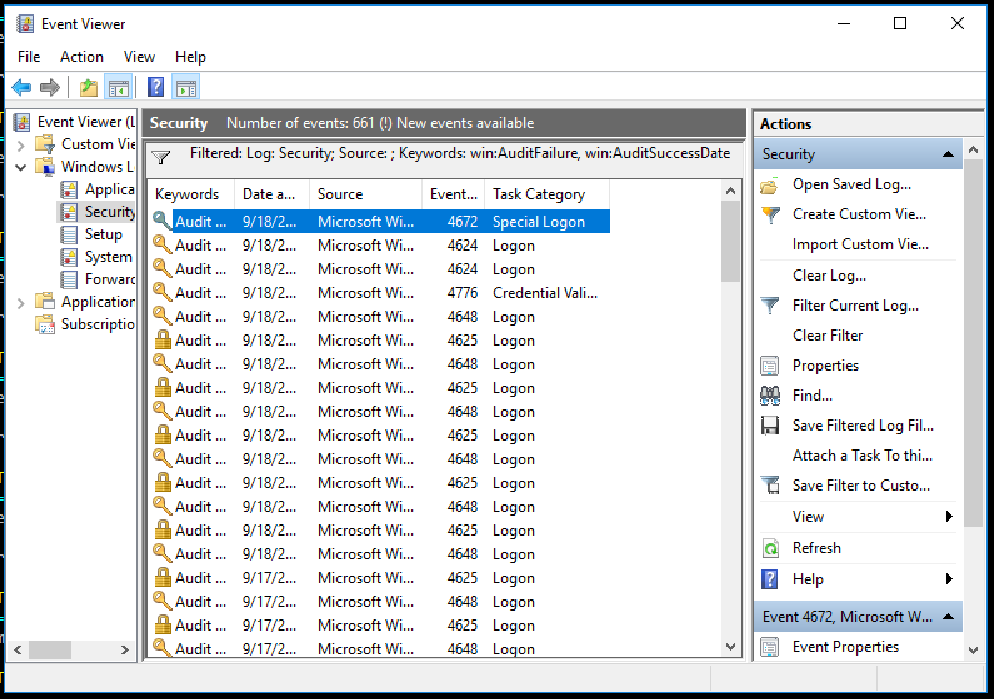 Event Viewer
File Action View Help
Event Viewer (L
Custom Vie
Windows L
Applica
Security
Setup
System
Forward
Application
Subscriptio
Security Number of events: 661 (!) New events available
Filtered: Log: Security; Source: ; Keywords: win:AuditFailure, win:AuditSuccessDate
Keywords Date a... Source Event... Task Category
Audit ... 9/18/2... Microsoft Wi... 4672 Special Logon
Audit ... 9/18/2... Microsoft Wi... 4624 Logon
Audit ... 9/18/2... Microsoft Wi... 4624 Logon
Audit ... 9/18/2... Microsoft Wi... 4776 Credential Vali...
Audit ... 9/18/2... Microsoft Wi... 4648 Logon
Audit ... 9/18/2... Microsoft Wi... 4625 Logon
Audit ... 9/18/2... Microsoft Wi... 4648 Logon
Audit ... 9/18/2... Microsoft Wi... 4625 Logon
Audit ... 9/18/2... Microsoft Wi... 4648 Logon
Audit ... 9/18/2... Microsoft Wi... 4625 Logon
Audit ... 9/18/2... Microsoft Wi... 4648 Logon
Audit ... 9/18/2... Microsoft Wi... 4625 Logon
Audit ... 9/18/2... Microsoft Wi... 4648 Logon
Audit ... 9/18/2... Microsoft Wi... 4625 Logon
Audit ... 9/18/2... Microsoft Wi... 4648 Logon
Audit ... 9/17/2... Microsoft Wi... 4625 Logon
Audit ... 9/17/2... Microsoft Wi... 4648 Logon
Audit ... 9/17/2... Microsoft Wi... 4625 Logon
Audit ... 9/17/2... Microsoft Wi... 4648 Logon
Actions
Security
Open Saved Log...
Create Custom Vie...
Import Custom Vie...
Clear Log...
Filter Current Log...
Clear Filter
Properties
Find...
Save Filtered Log Fil...
Attach a Task To thi...
Save Filter to Custo...
View
Refresh
Help
Event 4672, Microsoft W...
Event Properties